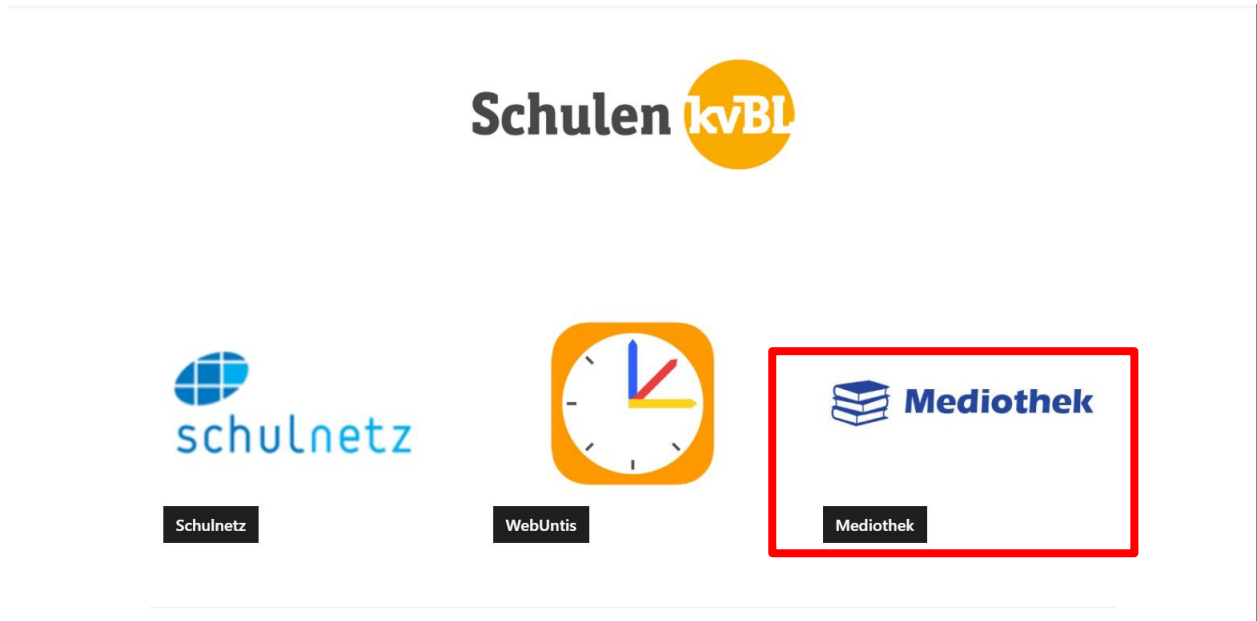 Schulen kvBL
schulnetz
Mediothek
Schulnetz
WebUntis
Mediothek